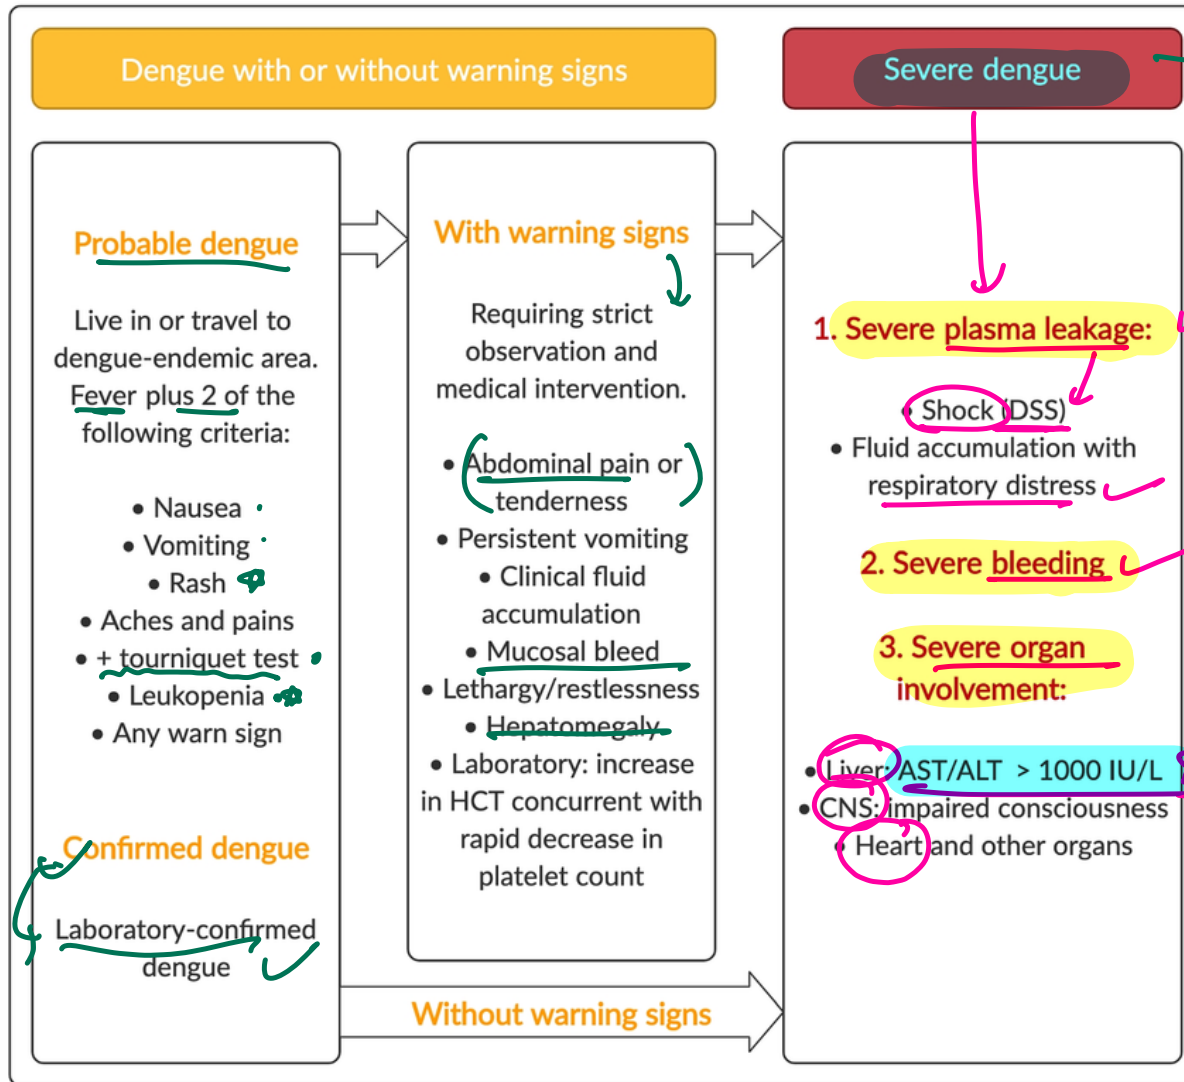 Dengue with or without warning signs
Severe dengue
Probable dengue
Live in or travel to
dengue-endemic area.
Fever plus 2 of the
following criteria:
• Nausea
• Vomiting
• Rash
• Aches and pains
• + tourniquet test
• Leukopenia
• Any warn sign
Confirmed dengue
Laboratory-confirmed
dengue
With warning signs
Requiring strict
observation and
medical intervention.
• Abdominal pain or
tenderness
• Persistent vomiting
• Clinical fluid
accumulation
• Mucosal bleed
• Lethargy/restlessness
• Hepatomegaly
• Laboratory: increase
in HCT concurrent with
rapid decrease in
platelet count
Without warning signs
1. Severe plasma leakage:
• Shock (DSS)
• Fluid accumulation with
respiratory distress
2. Severe bleeding
3. Severe organ
involvement:
• Liver: AST/ALT > 1000 IU/L
• CNS: impaired consciousness
• Heart and other organs